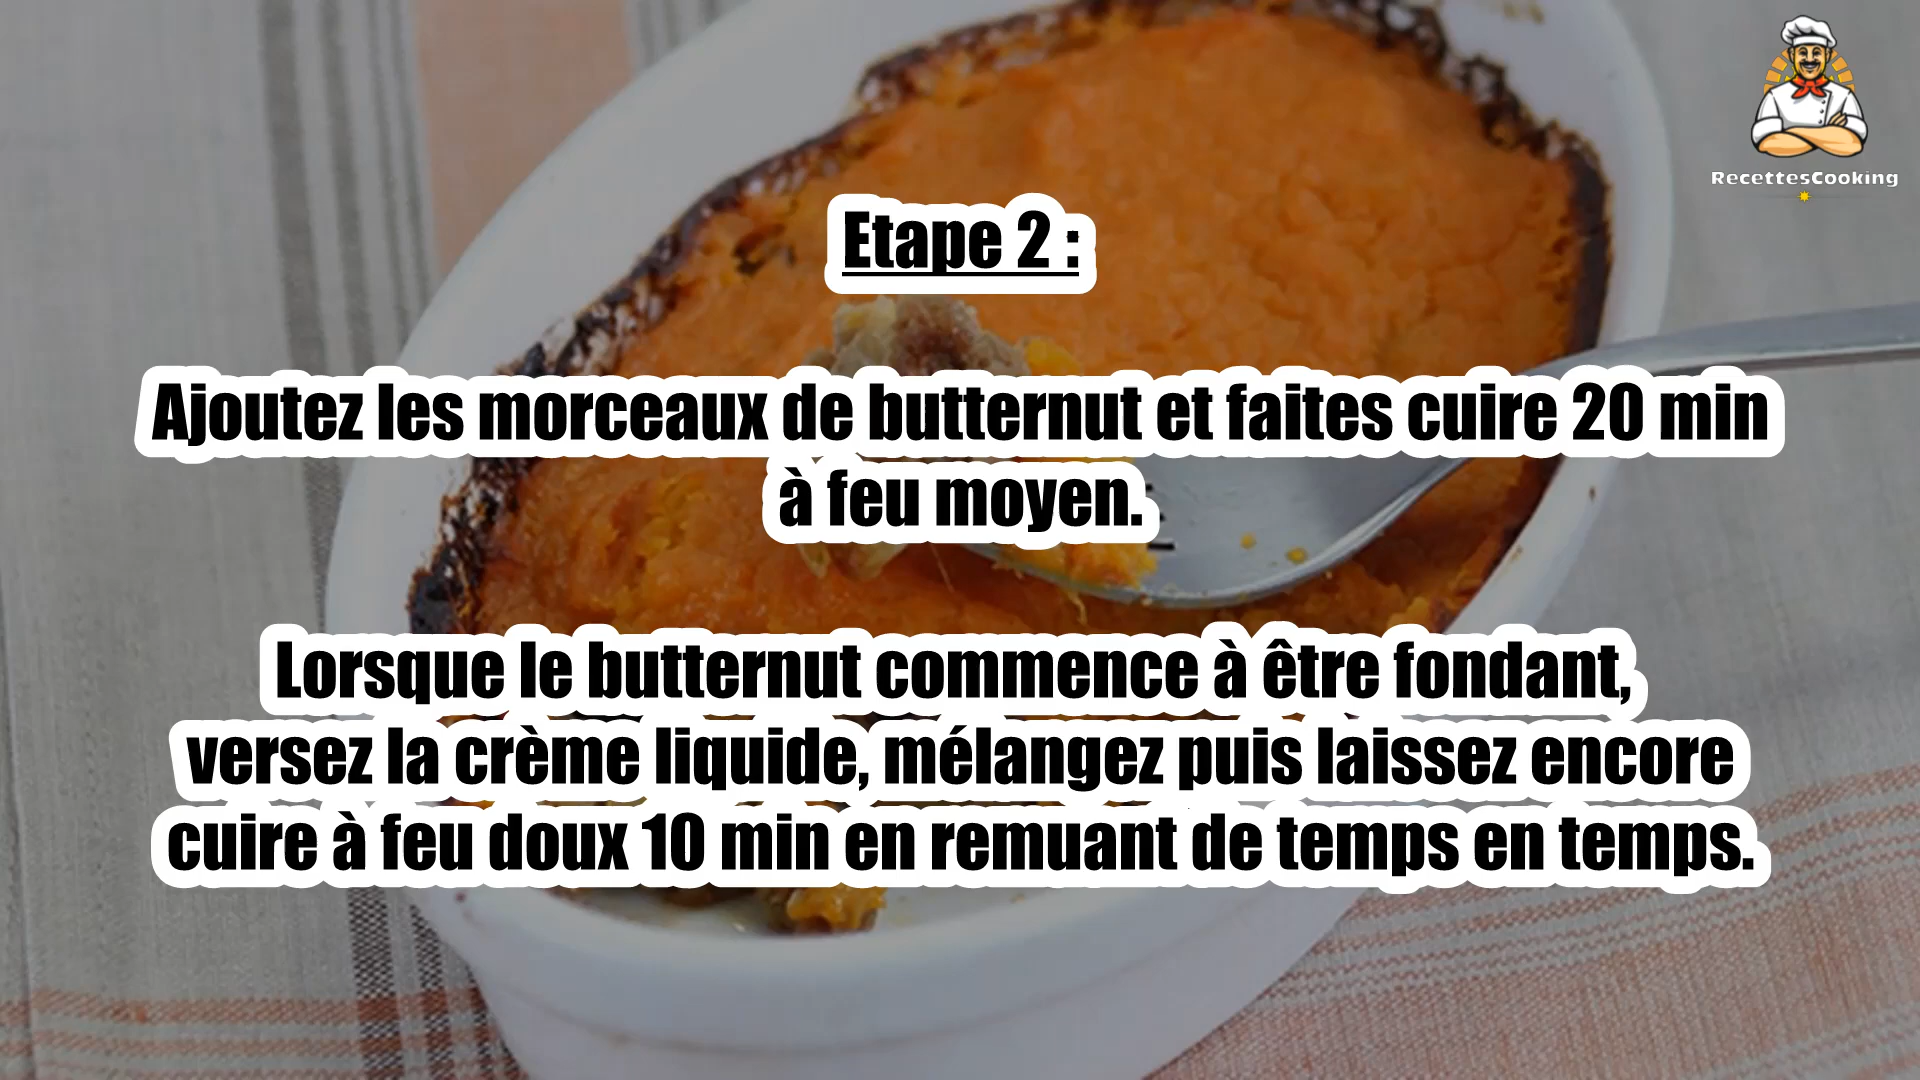 RecettesCooking
Etape 2 :
Ajoutez les morceaux de butternut et faites cuire 20 min
à feu moyen.
Lorsque le butternut commence à être fondant,
versez la crème liquide, mélangez puis laissez encore
cuire à feu doux 10 min en remuant de temps en temps.